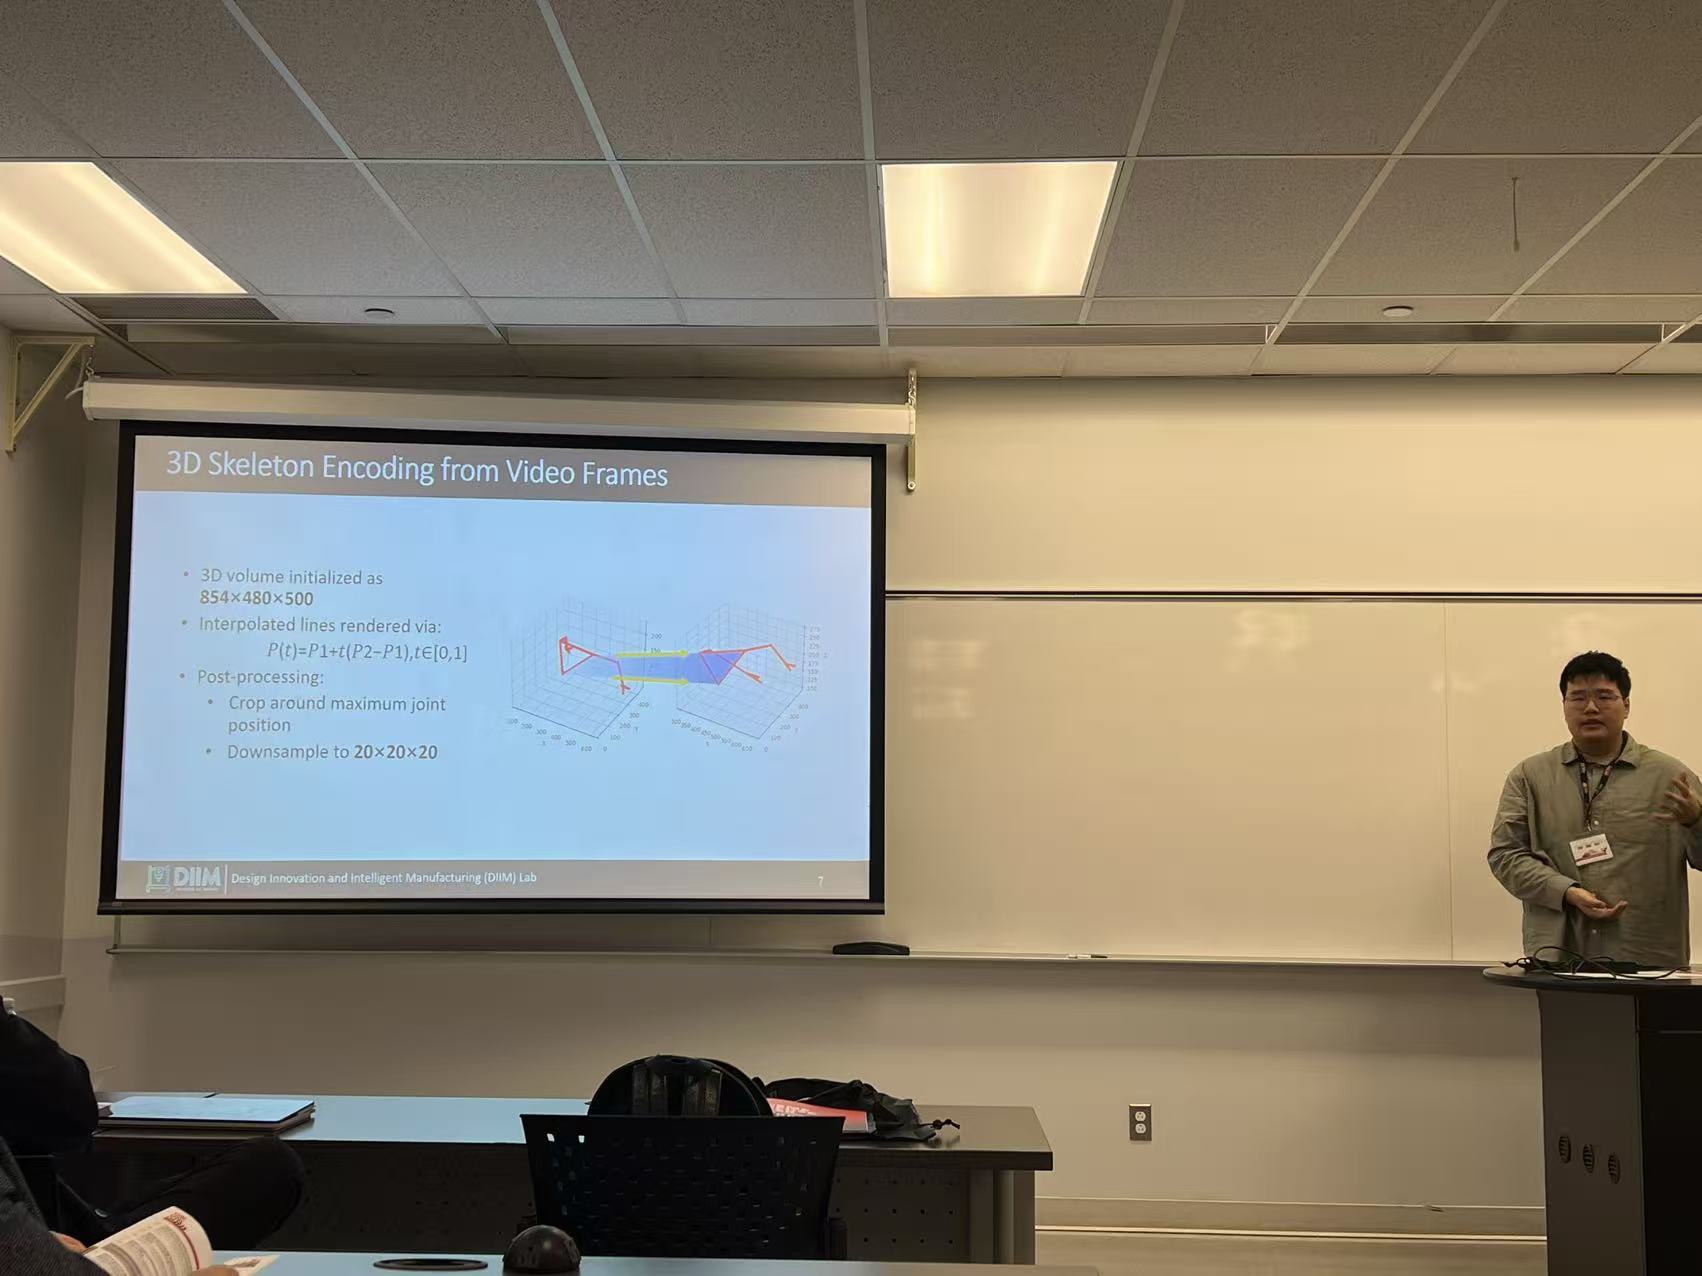 3D Skeleton Encoding from Video Frames
• 3D volume initialized as
854×480×500
• Interpolated lines rendered via:
P(t)=P1+t(P2−P1),t∈[0,1]
• Post-processing:
• Crop around maximum joint
position
• Downsample to 20×20×20
DIIM
Design Innovation and Intelligent Manufacturing (DIIM) Lab
7